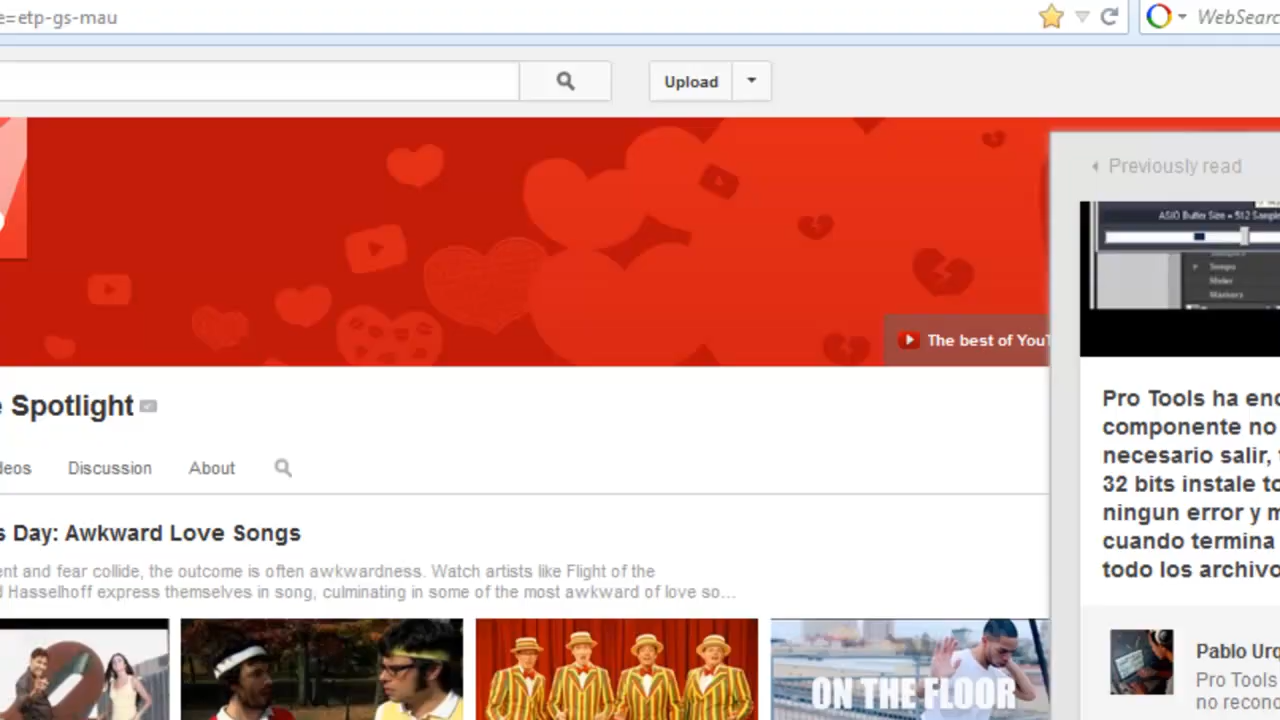 e=etp-gs-mau
WebSearc
Upload
The best of YouT
e Spotlight
deos Discussion About
s Day: Awkward Love Songs
ent and fear collide, the outcome is often awkwardness. Watch artists like Flight of the
d Hasselhoff express themselves in song, culminating in some of the most awkward of love so...
ON THE FLOOR
Previously read
ASIO Buffer Size = 512 Sample
Tempo
Mixer
Markers
Pro Tools ha enc
componente no
necesario salir, t
32 bits instale to
ningun error y m
cuando termina
todo los archivo
Pablo Urq
Pro Tools
no recono